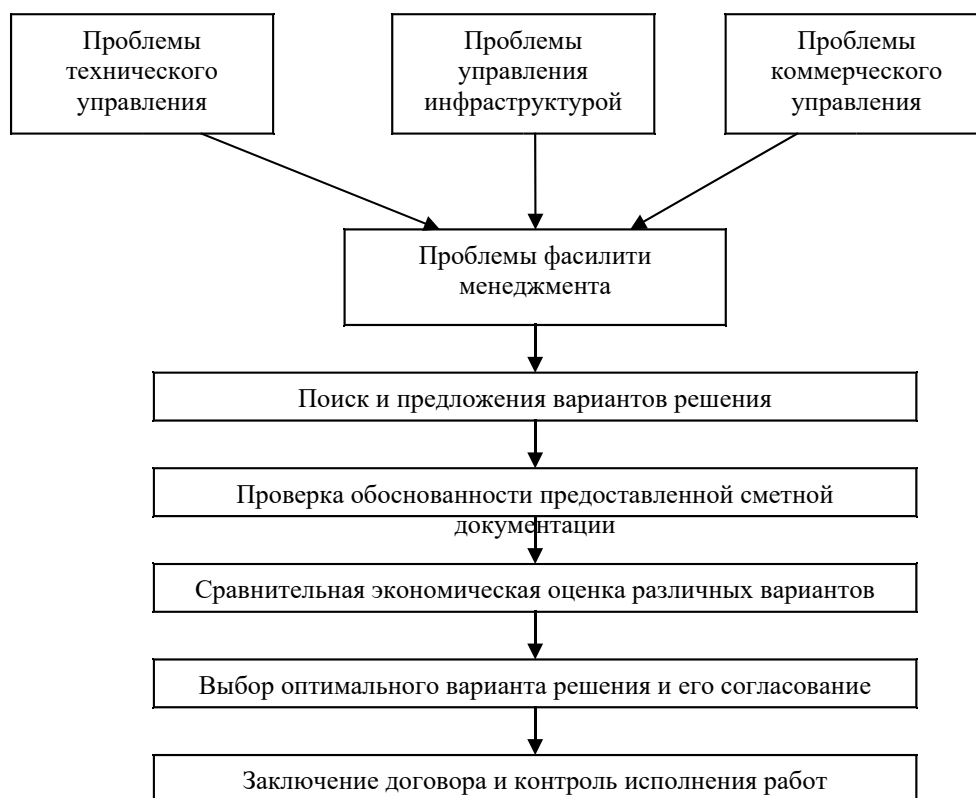 Проблемы
технического
управления
Проблемы
управления
инфраструктурой
Проблемы
коммерческого
управления
Проблемы фасилити
менеджмента
Поиск и предложения вариантов решения
Проверка обоснованности предоставленной сметной
документации
Сравнительная экономическая оценка различных вариантов
Выбор оптимального варианта решения и его согласование
Заключение договора и контроль исполнения работ